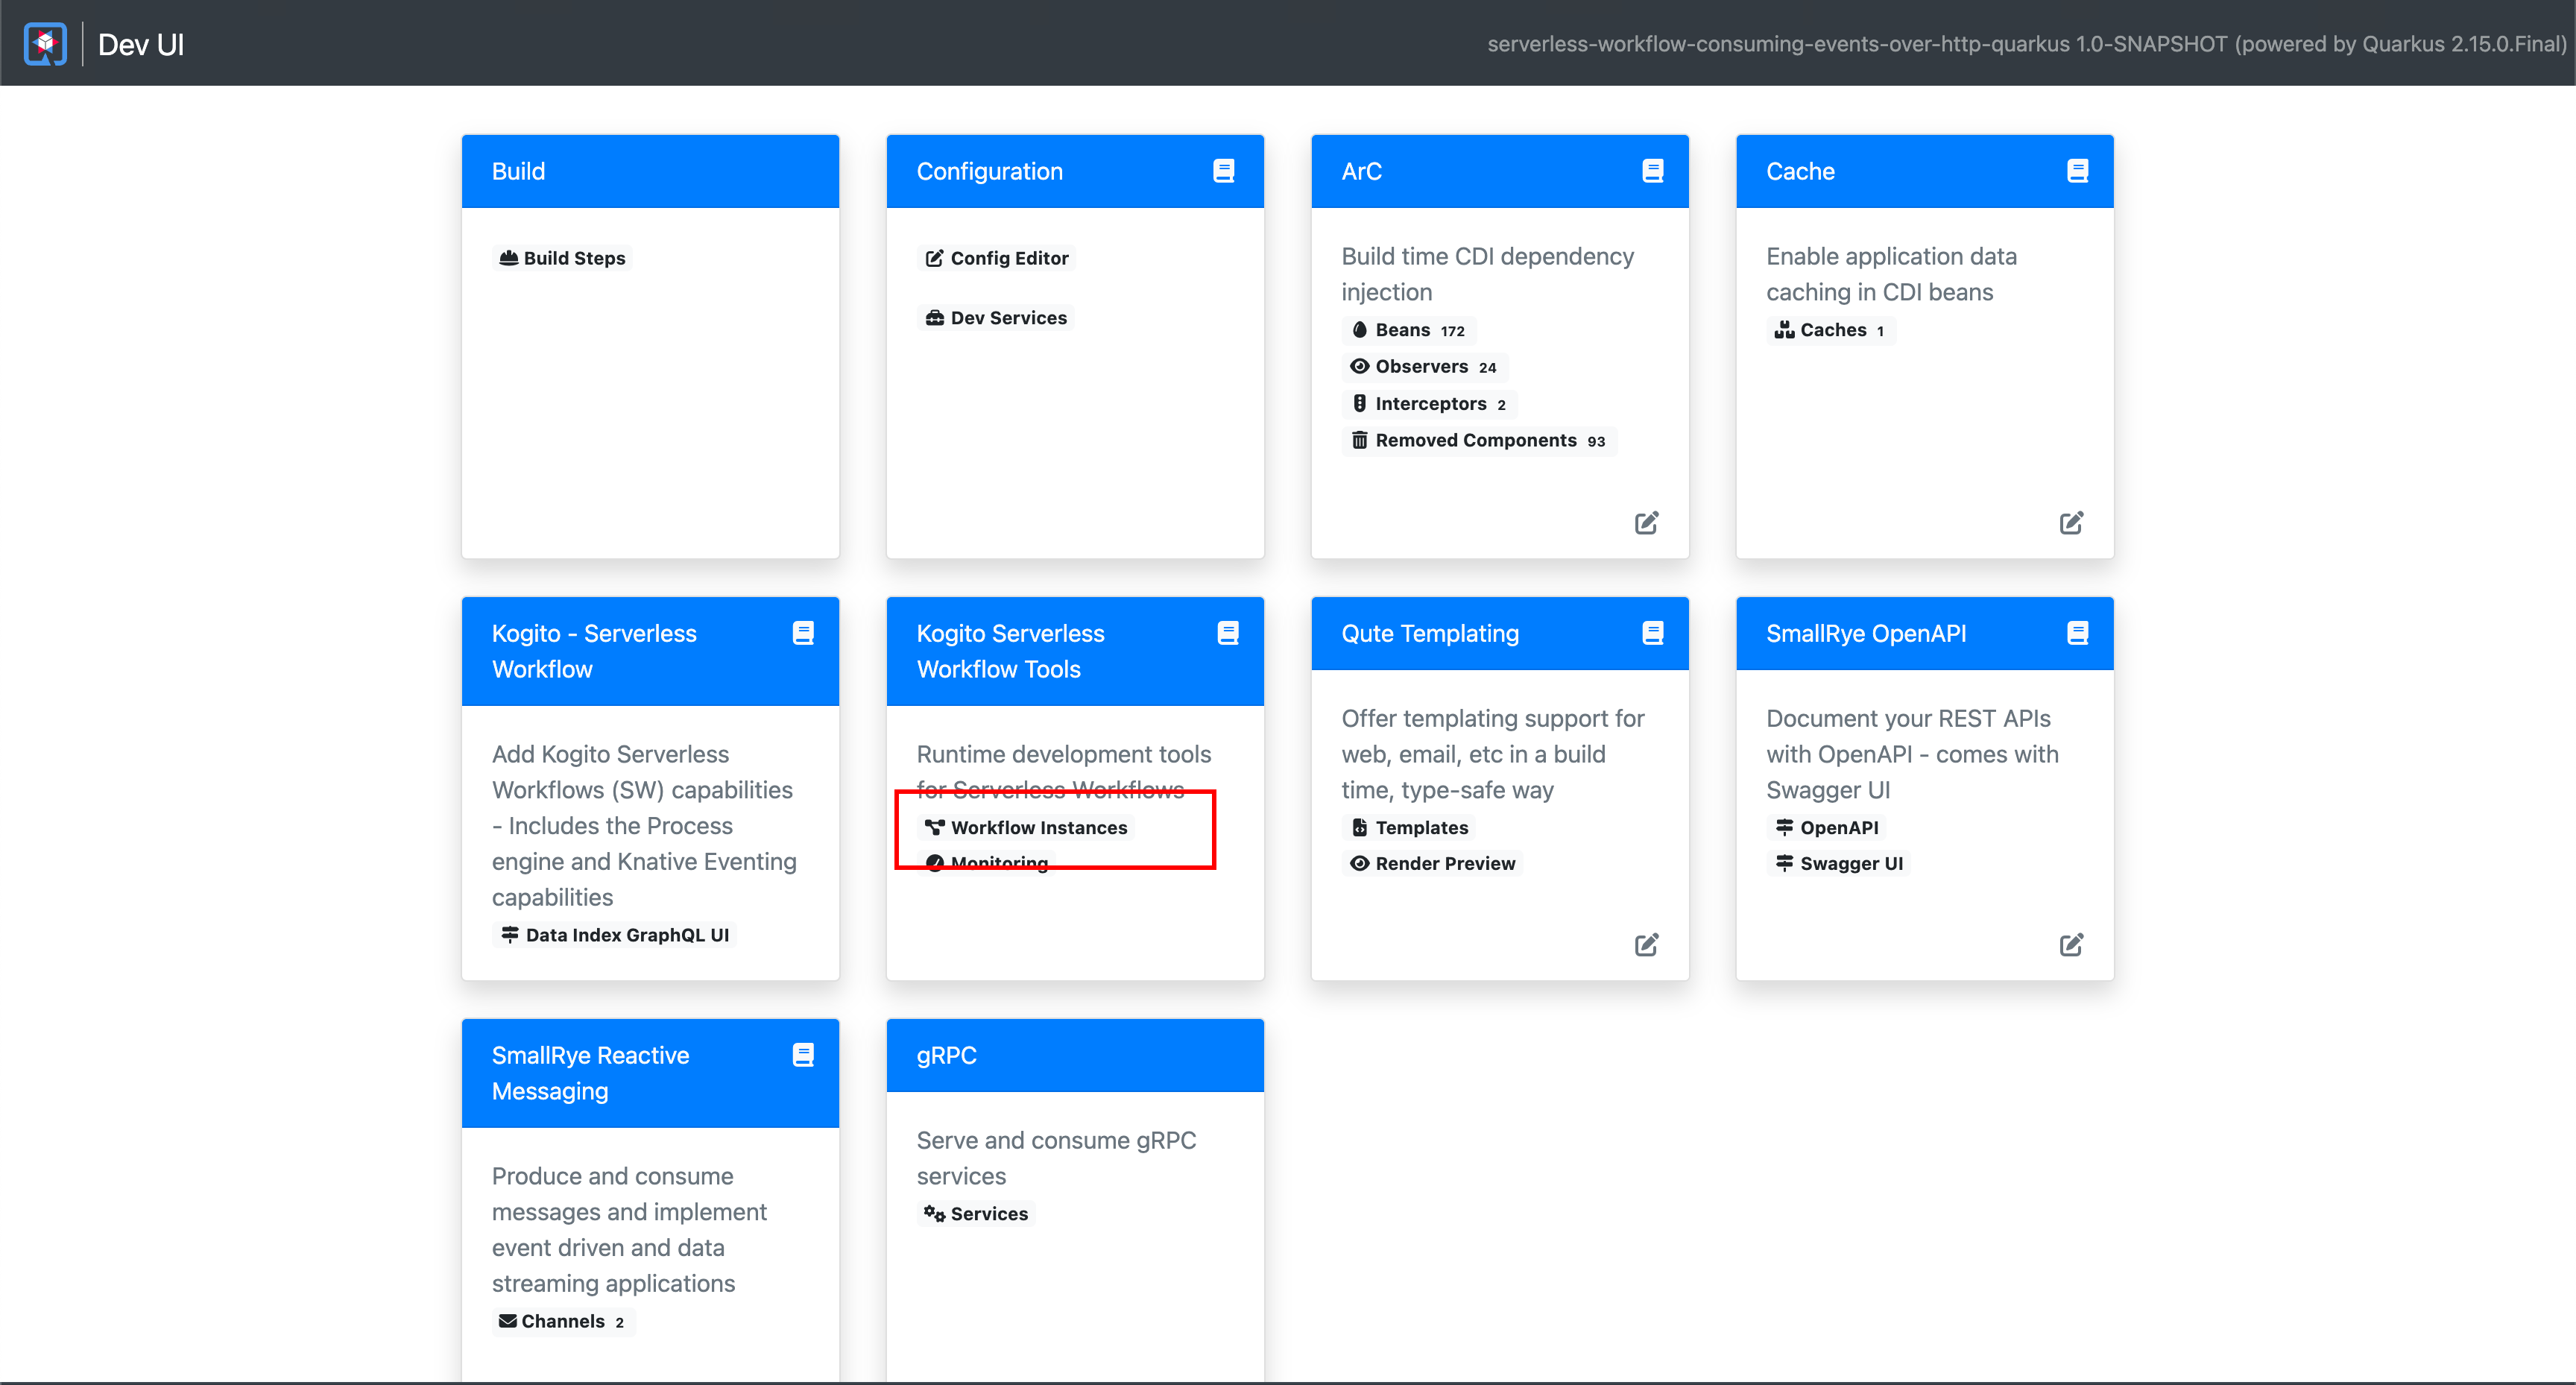 Dev UI
serverless-workflow-consuming-events-over-http-quarkus 1.0-SNAPSHOT (powered by Quarkus 2.15.0.Final)
Build
Build Steps
Configuration
Config Editor
Dev Services
ArC
Build time CDI dependency
injection
Beans 172
Observers 24
Interceptors 2
Removed Components 93
Cache
Enable application data
caching in CDI beans
Caches 1
Kogito - Serverless
Workflow
Add Kogito Serverless
Workflows (SW) capabilities
- Includes the Process
engine and Knative Eventing
capabilities
Data Index GraphQL UI
Kogito Serverless
Workflow Tools
Runtime development tools
for Serverless Workflows
Workflow Instances
Monitoring
Qute Templating
Offer templating support for
web, email, etc in a build
time, type-safe way
Templates
Render Preview
SmallRye OpenAPI
Document your REST APIs
with OpenAPI - comes with
Swagger UI
OpenAPI
Swagger UI
SmallRye Reactive
Messaging
Produce and consume
messages and implement
event driven and data
streaming applications
Channels 2
gRPC
Serve and consume gRPC
services
Services